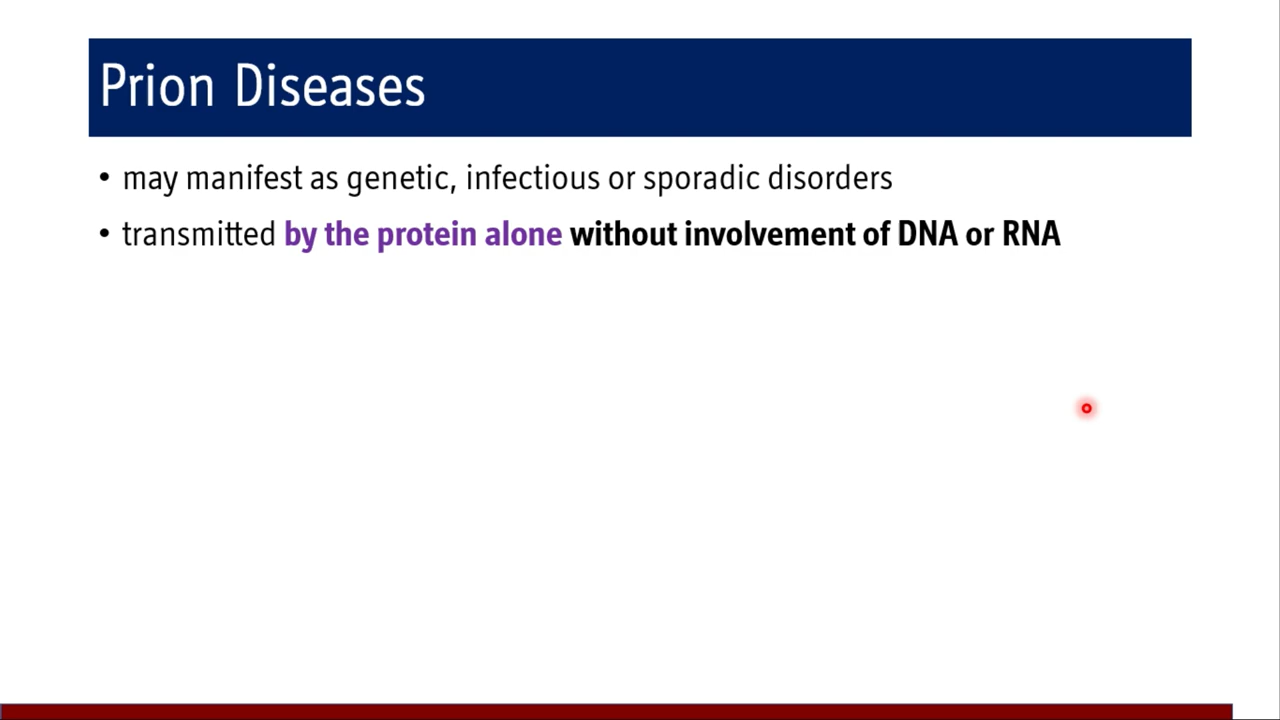 Prion Diseases
• may manifest as genetic, infectious or sporadic disorders
• transmitted by the protein alone without involvement of DNA or RNA